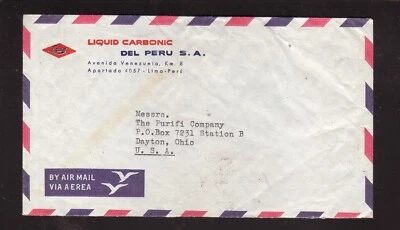 LIQUID CARBONIC
DEL PERU S.A.
Avenida Venezuela, Km. 8
Apartado 4067 - Lima-Perú
Messrs.
The Purifi Company
P.O.Box 7231 Station B
Dayton, Ohio
U. S. A.
BY AIR MAIL
VIA AEREA